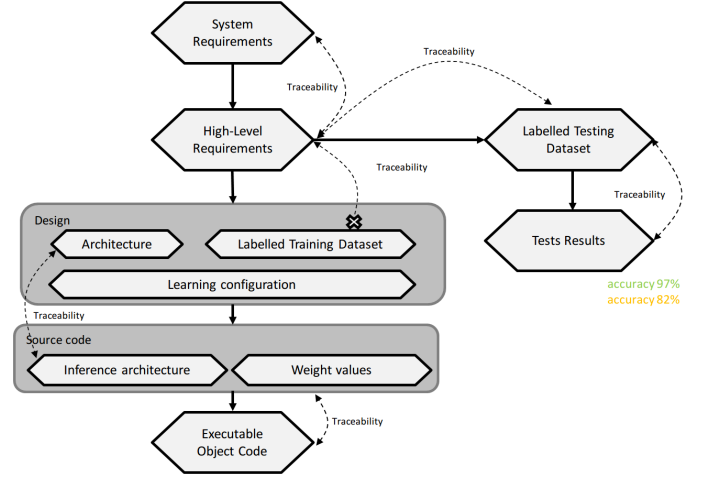 System
Requirements
Traceability
Traceability
High-Level
Requirements
Labelled Testing
Dataset
Traceability
Traceability
Design
Architecture
Labelled Training Dataset
Tests Results
Learning configuration
accuracy 97%
accuracy 82%
Traceability
Source code
Inference architecture
Weight values
Traceability
Executable
Object Code